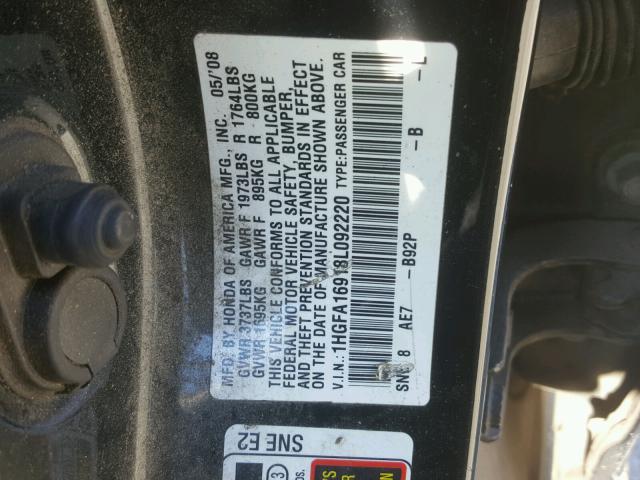 MFD. BY HONDA OF AMERICA MFG., INC. 05/'08
GVWR 3737LBS GAWR F 1973LBS R 1764LBS
GVWR 1695KG GAWR F 895KG R 800KG
THIS VEHICLE CONFORMS TO ALL APPLICABLE
FEDERAL MOTOR VEHICLE SAFETY, BUMPER,
AND THEFT PREVENTION STANDARDS IN EFFECT
ON THE DATE OF MANUFACTURE SHOWN ABOVE.
V.I.N.: 1HGFA16918L092220 TYPE:PASSENGER CAR
8 AE7 -B92P -B -L
SNE E2